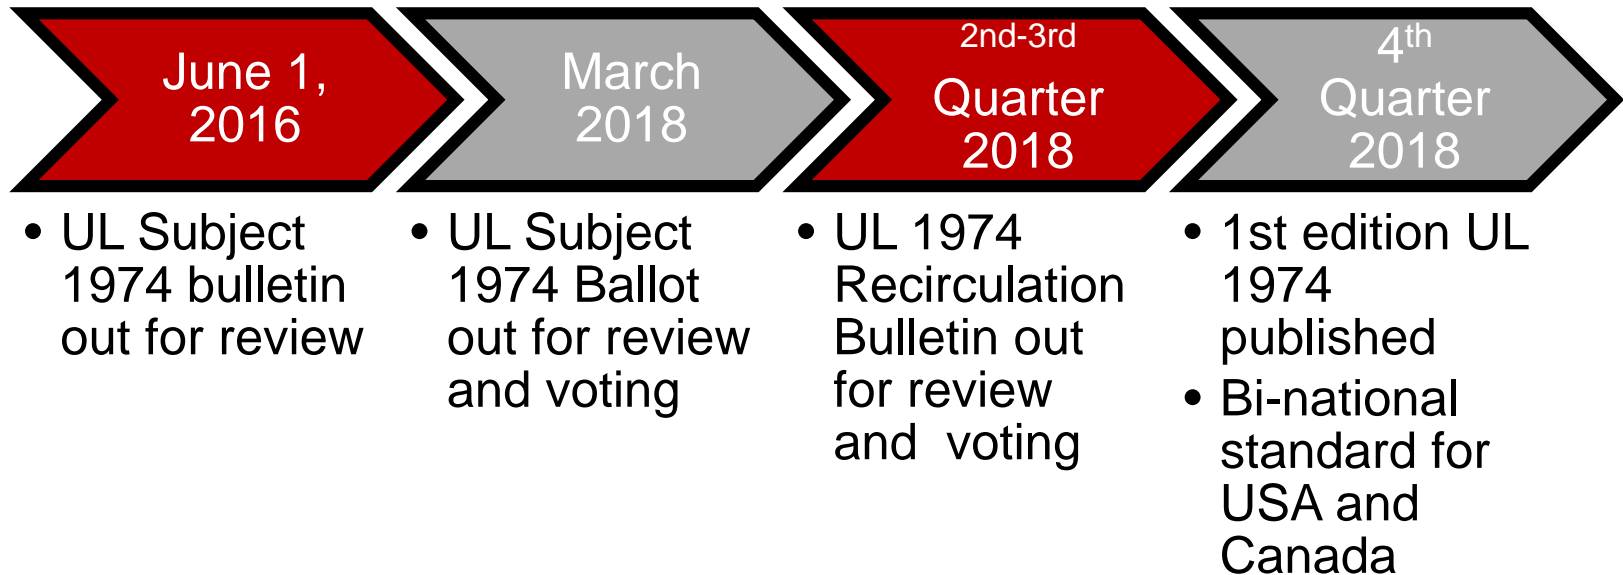 June 1,
2016
March
2018
2nd-3rd
Quarter
2018
4th
Quarter
2018
• UL Subject
1974 bulletin
out for review
• UL Subject
1974 Ballot
out for review
and voting
• UL 1974
Recirculation
Bulletin out
for review
and  voting
• 1st edition UL
1974
published
• Bi-national
standard for
USA and
Canada